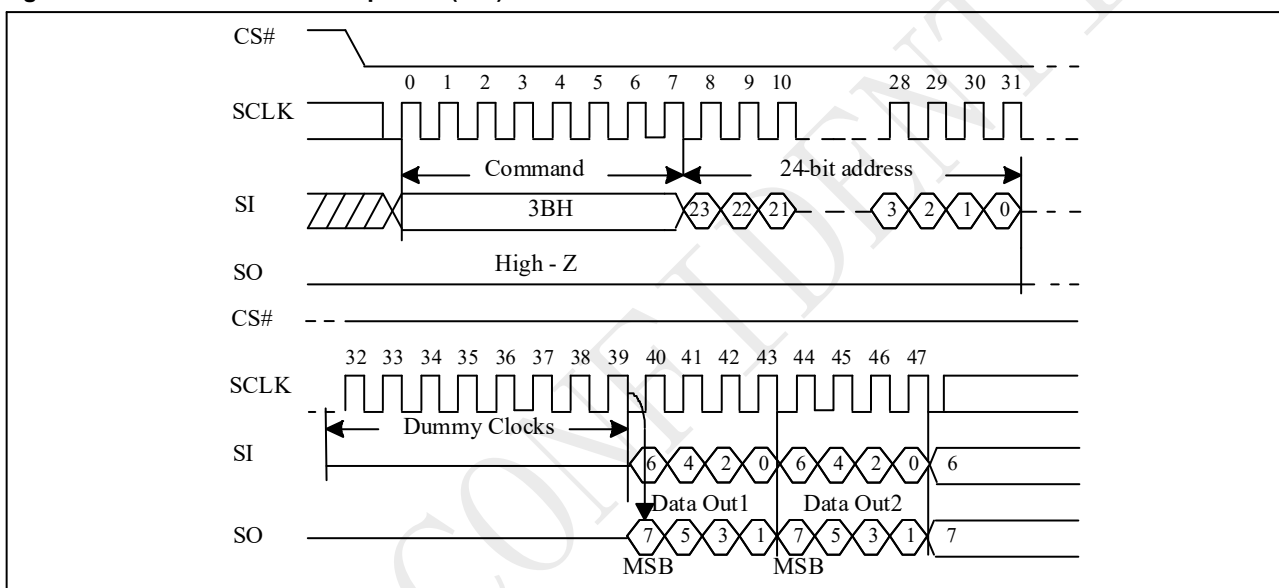 CS#
0 1 2 3 4 5 6 7 8 9 10 28 29 30 31
SCLK
Command 24-bit address
SI 3BH 23 22 21 3 2 1 0
High - Z
SO
CS#
32 33 34 35 36 37 38 39 40 41 42 43 44 45 46 47
SCLK
Dummy Clocks
SI 6 4 2 0 6 4 2 0 6
Data Out1 Data Out2
SO 7 5 3 1 7 5 3 1 7
MSB MSB